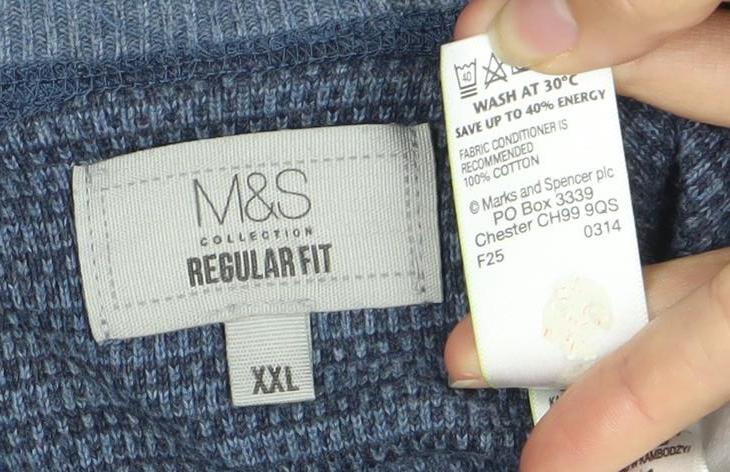 M&S
COLLECTION
REGULAR FIT
XXL
40
WASH AT 30°C
SAVE UP TO 40% ENERGY
FABRIC CONDITIONER IS
RECOMMENDED
100% COTTON
© Marks and Spencer plc
PO Box 3339
Chester CH99 9QS
0314
F25
KAMBODZY/